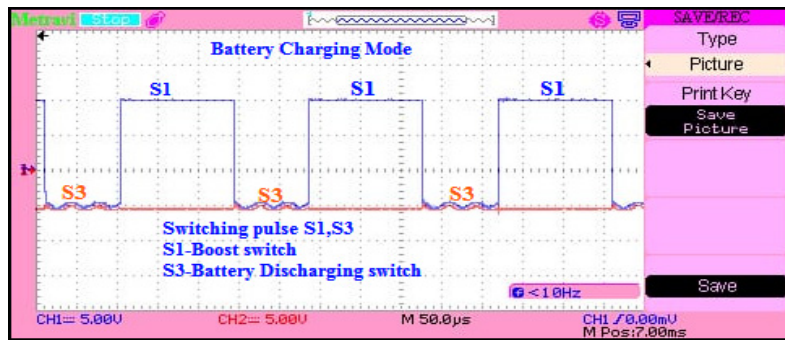 Metravi Stop
SAVE/REC
Type
Picture
Print Key
Save
Picture
Save
Battery Charging Mode
S1 S1 S1
S3 S3 S3
Switching pulse S1,S3
S1-Boost switch
S3-Battery Discharging switch
<10Hz
CH1 5.00V CH2 5.00V M 50.0µs CH1 0.00mV
M Pos:7.00ms